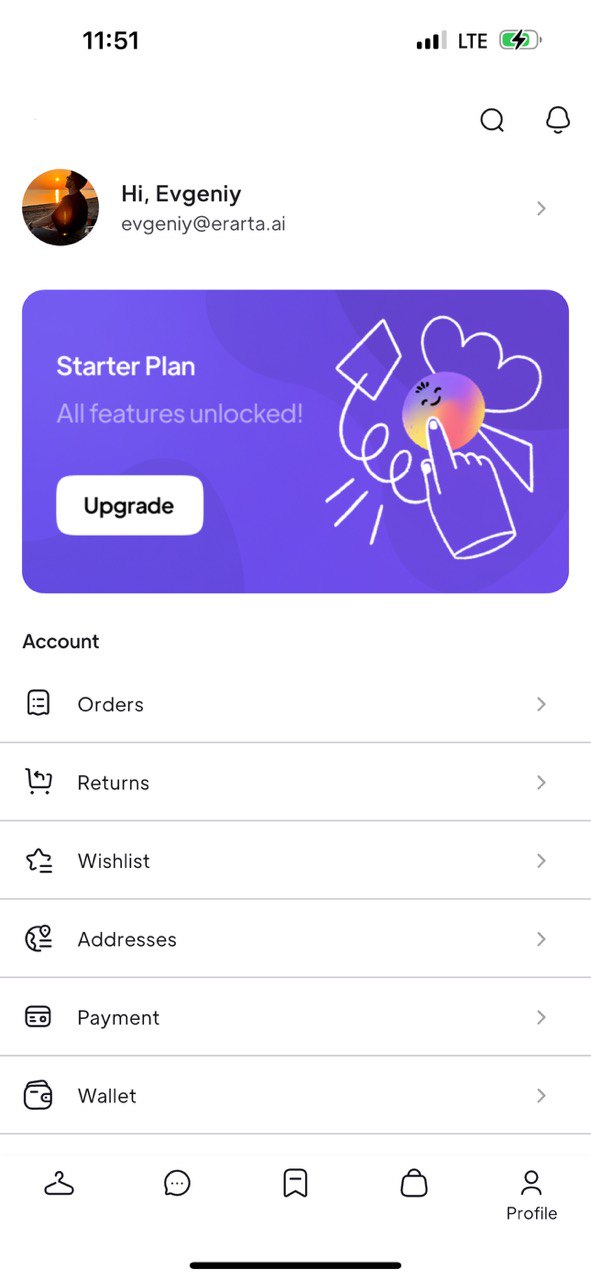 11:51
LTE
Hi, Evgeniy
evgeniy@erarta.ai
Starter Plan
All features unlocked!
Upgrade
Account
Orders
Returns
Wishlist
Addresses
Payment
Wallet
Profile